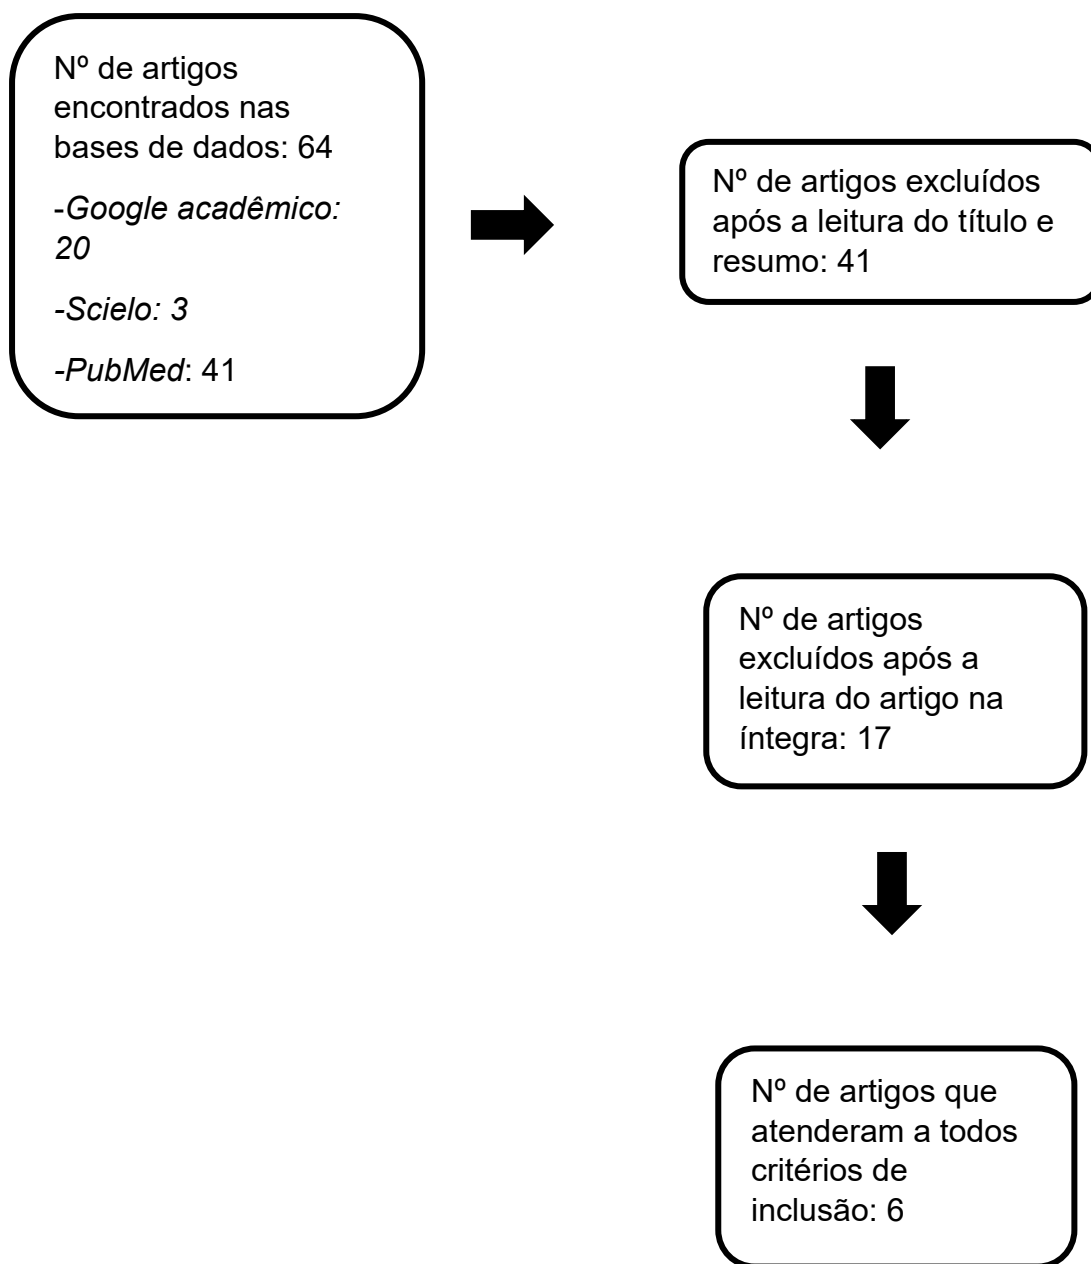 Nº de artigos
encontrados nas
bases de dados: 64
-Google acadêmico:
20
-Scielo: 3
-PubMed: 41
Nº de artigos excluídos
após a leitura do título e
resumo: 41
Nº de artigos
excluídos após a
leitura do artigo na
íntegra: 17
Nº de artigos que
atenderam a todos
critérios de
inclusão: 6